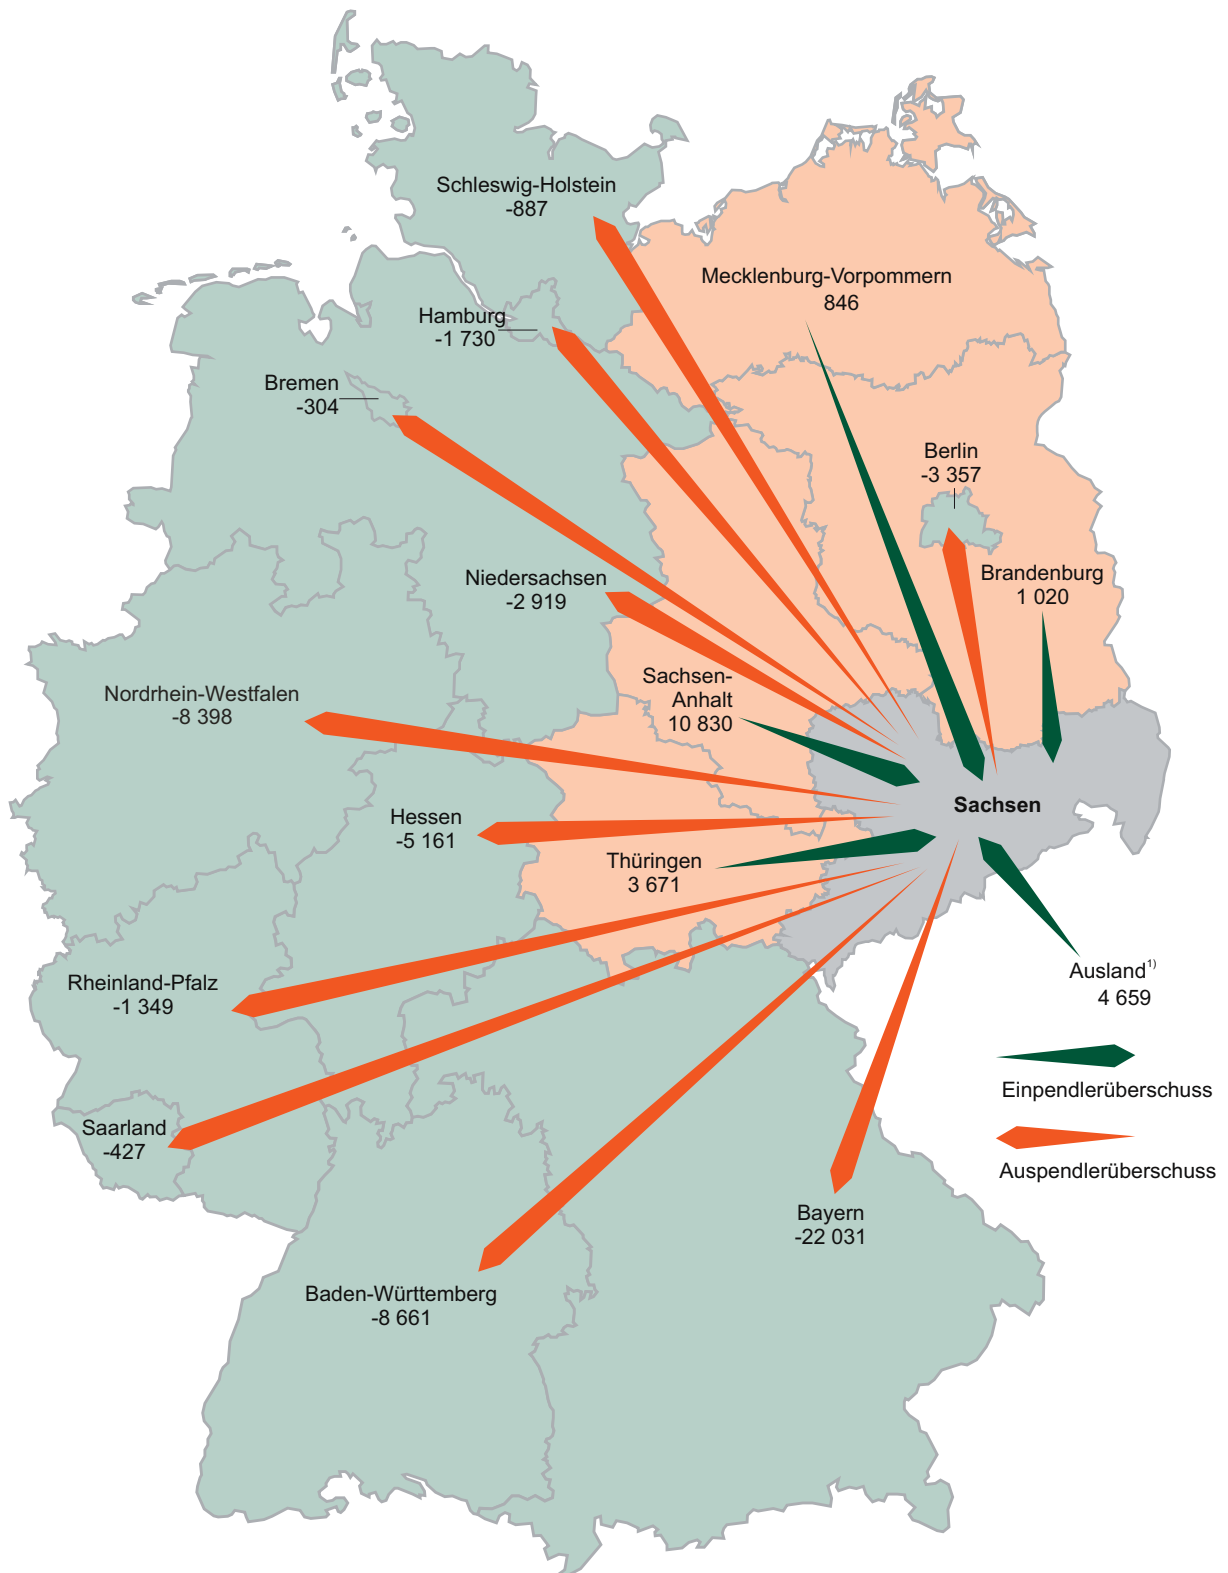 Schleswig-Holstein
-887
Mecklenburg-Vorpommern
846
Hamburg
-1 730
Bremen
-304
Berlin
-3 357
Niedersachsen
-2 919
Brandenburg
1 020
Sachsen-
Anhalt
10 830
Nordrhein-Westfalen
-8 398
Sachsen
Hessen
-5 161
Thüringen
3 671
Ausland¹⁾
4 659
Rheinland-Pfalz
-1 349
Einpendlerüberschuss
Saarland
-427
Auspendlerüberschuss
Bayern
-22 031
Baden-Württemberg
-8 661